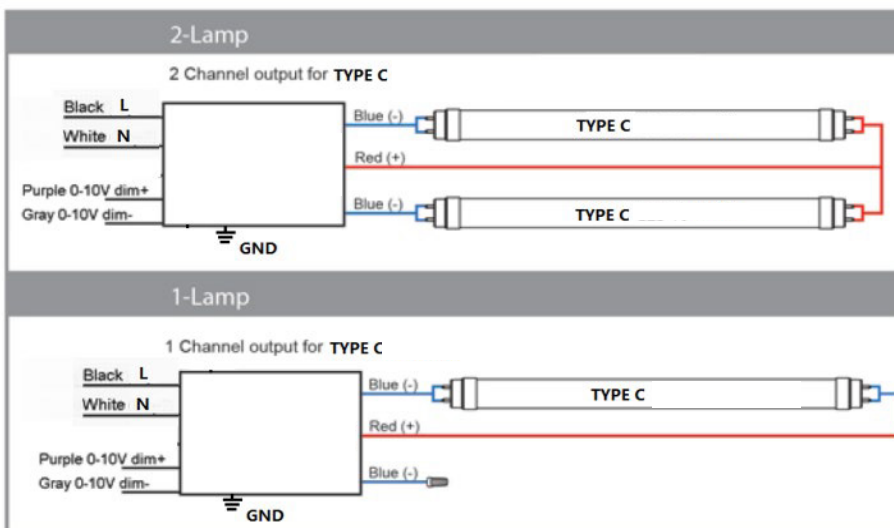 2-Lamp
2 Channel output for TYPE C
Black L
White N
Purple 0-10V dim+
Gray 0-10V dim-
GND
Blue (-)
TYPE C
Red (+)
Blue (-)
TYPE C
1-Lamp
1 Channel output for TYPE C
Black L
White N
Purple 0-10V dim+
Gray 0-10V dim-
GND
Blue (-)
TYPE C
Red (+)
Blue (-)